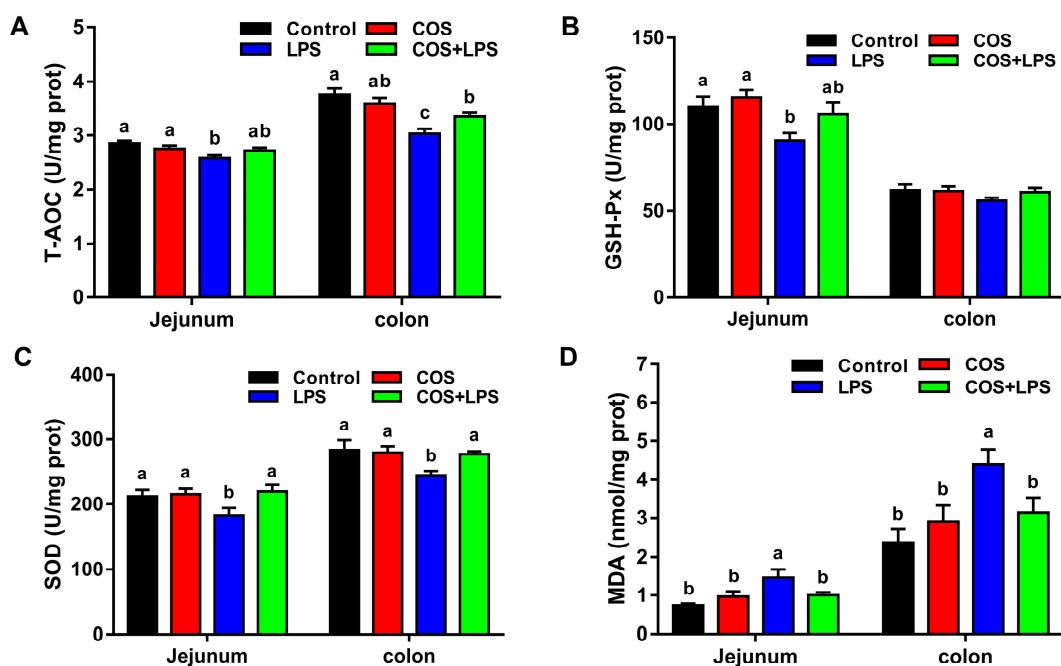 A
T-AOC (U/mg prot)
5
4
3
2
1
0
Control
COS
LPS
COS+LPS
a
a
b
ab
a
ab
c
b
Jejunum
colon
B
GSH-Px (U/mg prot)
150
100
50
0
Control
COS
LPS
COS+LPS
a
a
b
ab
Jejunum
colon
C
SOD (U/mg prot)
400
300
200
100
0
Control
COS
LPS
COS+LPS
a
a
b
a
a
a
b
a
Jejunum
colon
D
MDA (nmol/mg prot)
7
6
5
4
3
2
1
0
Control
COS
LPS
COS+LPS
b
b
a
b
b
b
a
b
Jejunum
colon